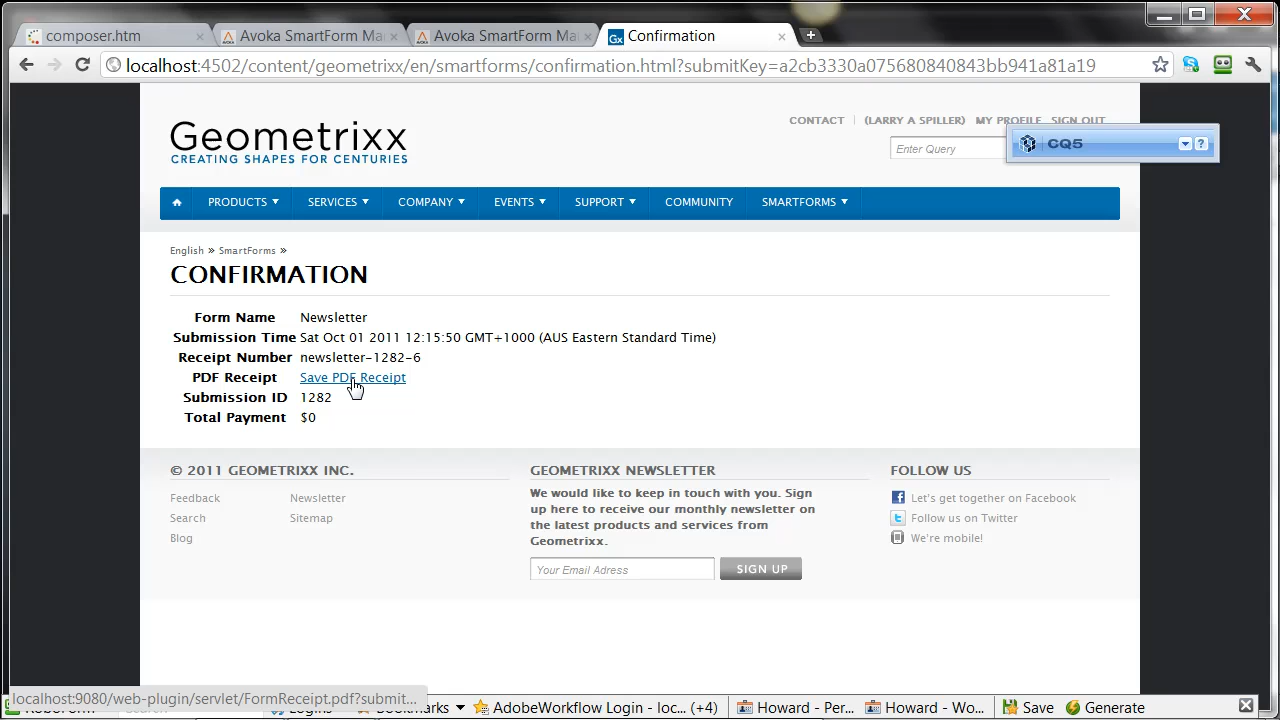 composer.htm
Avoka SmartForm Ma
Avoka SmartForm Ma
Gx Confirmation
localhost:4502/content/geometrixx/en/smartforms/confirmation.html?submitKey=a2cb3330a075680840843bb941a81a19
Geometrixx
CREATING SHAPES FOR CENTURIES
CONTACT (LARRY A SPILLER) MY PROFILE SIGN OUT
Enter Query
CQ5 ?
PRODUCTS SERVICES COMPANY EVENTS SUPPORT COMMUNITY SMARTFORMS
English » SmartForms »
CONFIRMATION
Form Name Newsletter
Submission Time Sat Oct 01 2011 12:15:50 GMT+1000 (AUS Eastern Standard Time)
Receipt Number newsletter-1282-6
PDF Receipt Save PDF Receipt
Submission ID 1282
Total Payment $0
© 2011 GEOMETRIXX INC.
Feedback Newsletter
Search Sitemap
Blog
GEOMETRIXX NEWSLETTER
We would like to keep in touch with you. Sign
up here to receive our monthly newsletter on
the latest products and services from
Geometrixx.
Your Email Adress SIGN UP
FOLLOW US
Let's get together on Facebook
Follow us on Twitter
We're mobile!
localhost:9080/web-plugin/servlet/FormReceipt.pdf?submit...
AdobeWorkflow Login - loc... (+4) Howard - Per... Howard - Wo... Save Generate